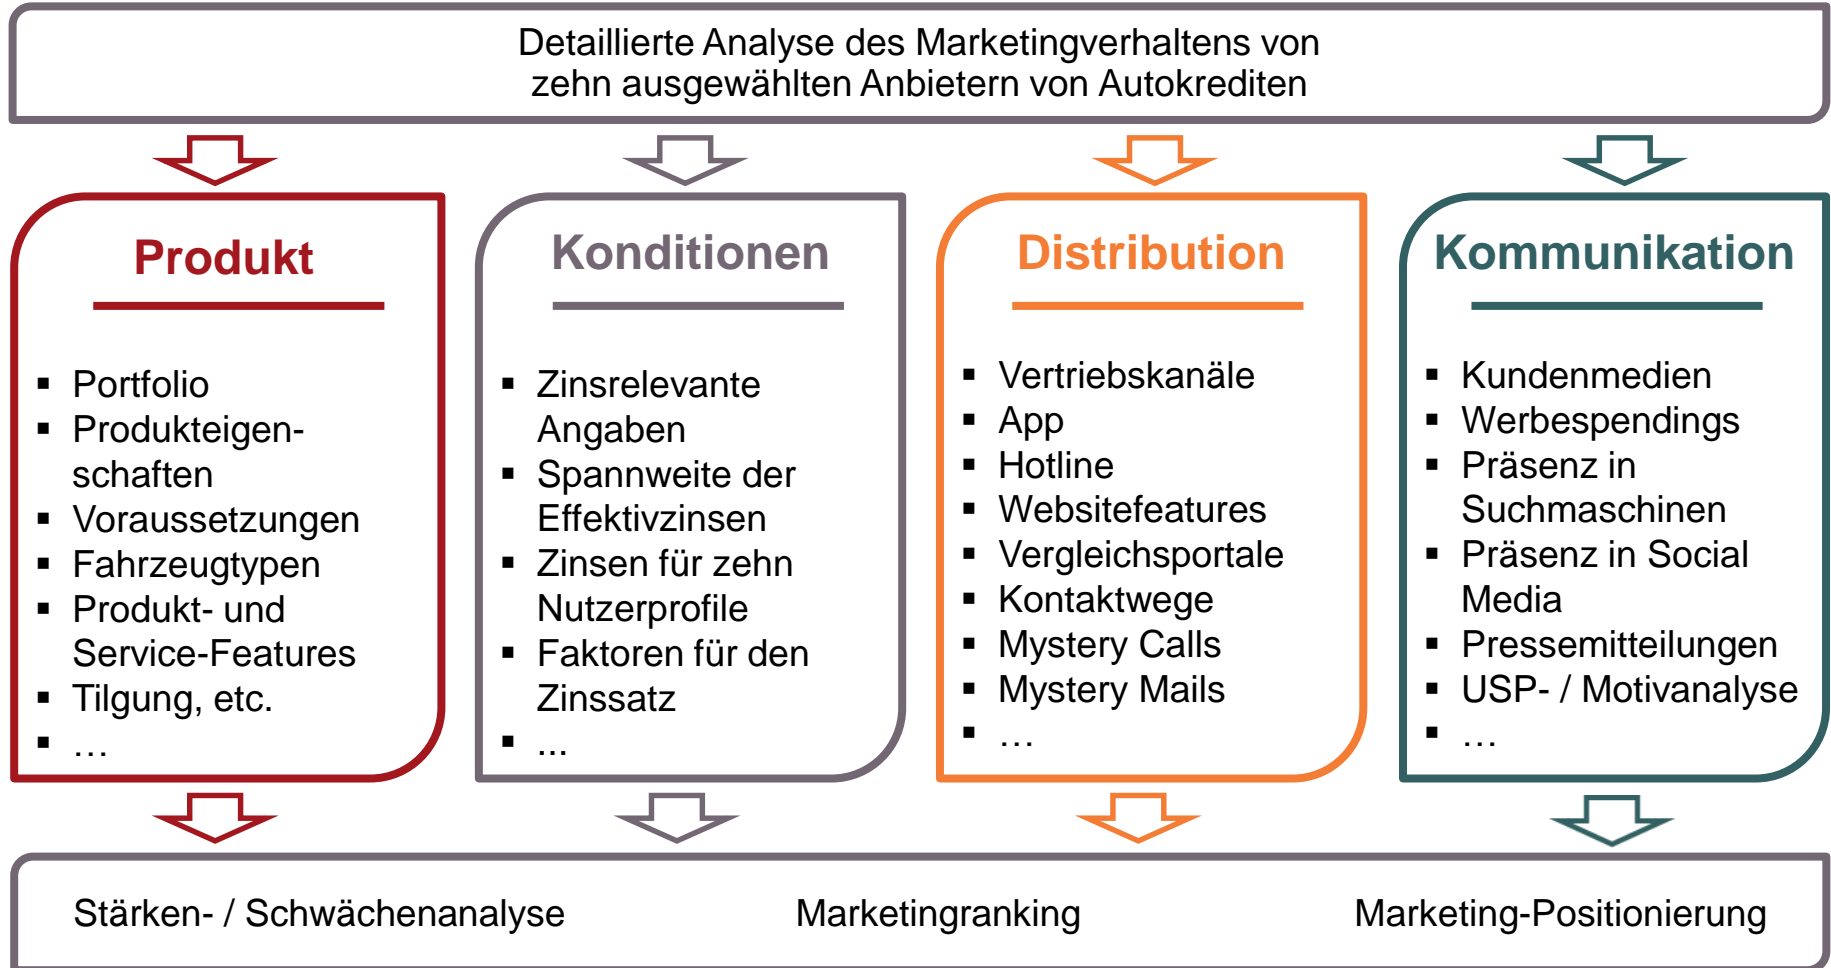 Detaillierte Analyse des Marketingverhaltens von
zehn ausgewählten Anbietern von Autokrediten
Produkt
▪ Portfolio
▪ Produkteigen-
schaften
▪ Voraussetzungen
▪ Fahrzeugtypen
▪ Produkt- und
Service-Features
▪ Tilgung, etc.
▪ …
Konditionen
▪ Zinsrelevante
Angaben
▪ Spannweite der
Effektivzinsen
▪ Zinsen für zehn
Nutzerprofile
▪ Faktoren für den
Zinssatz
▪ ...
Distribution
▪ Vertriebskanäle
▪ App
▪ Hotline
▪ Websitefeatures
▪ Vergleichsportale
▪ Kontaktwege
▪ Mystery Calls
▪ Mystery Mails
▪ …
Kommunikation
▪ Kundenmedien
▪ Werbespendings
▪ Präsenz in
Suchmaschinen
▪ Präsenz in Social
Media
▪ Pressemitteilungen
▪ USP- / Motivanalyse
▪ …
Stärken- / Schwächenanalyse
Marketingranking
Marketing-Positionierung